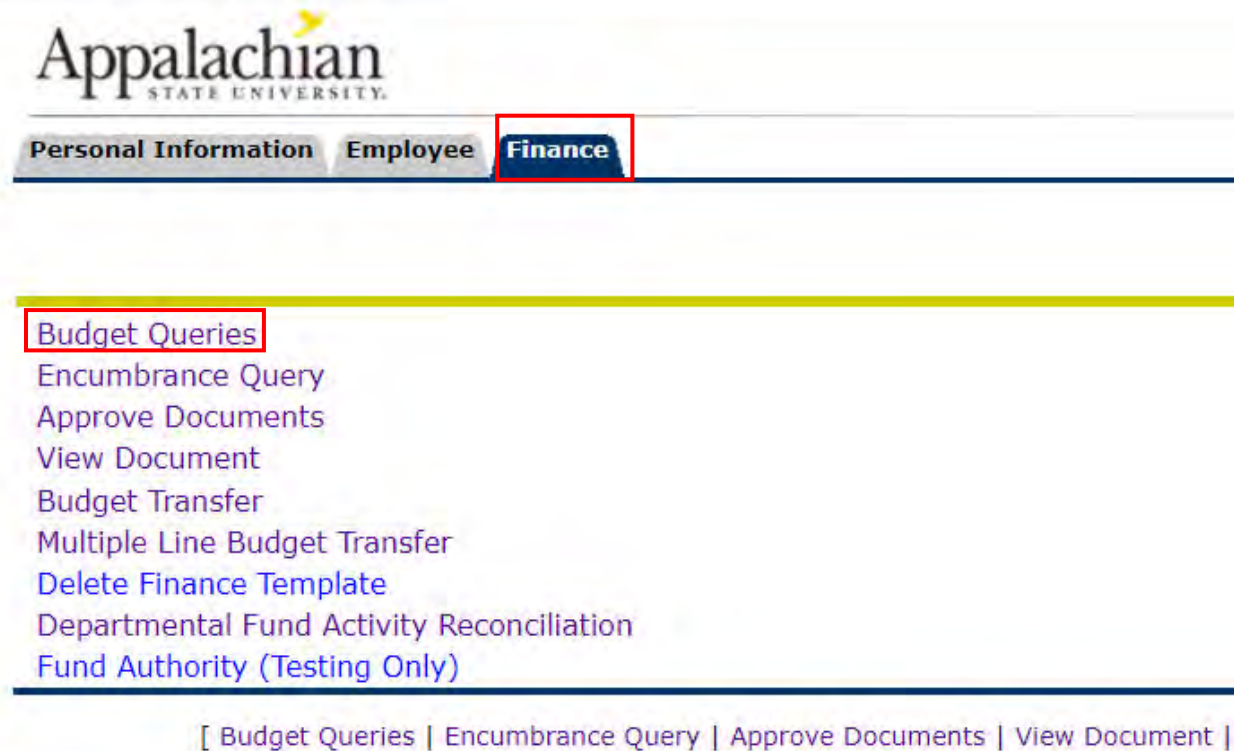 Appalachian
STATE UNIVERSITY.
Personal Information Employee Finance
Budget Queries
Encumbrance Query
Approve Documents
View Document
Budget Transfer
Multiple Line Budget Transfer
Delete Finance Template
Departmental Fund Activity Reconciliation
Fund Authority (Testing Only)
[ Budget Queries | Encumbrance Query | Approve Documents | View Document |